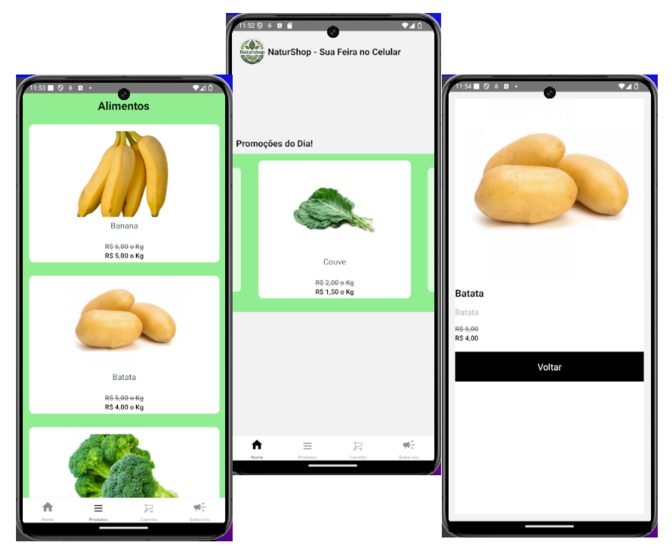 11:53
Alimentos
Banana
R$ 6,00 o Kg
R$ 5,00 o Kg
Batata
R$ 5,00 o Kg
R$ 4,00 o Kg
Home
Produtos
Carrinho
Sobre nós
11:52
Naturshop
NaturShop - Sua Feira no Celular
Promoções do Dia!
Couve
R$ 2,00 o Kg
R$ 1,50 o Kg
Home
Produtos
Carrinho
Sobre nós
11:54
Batata
Batata
R$ 5,00
R$ 4,00
Voltar